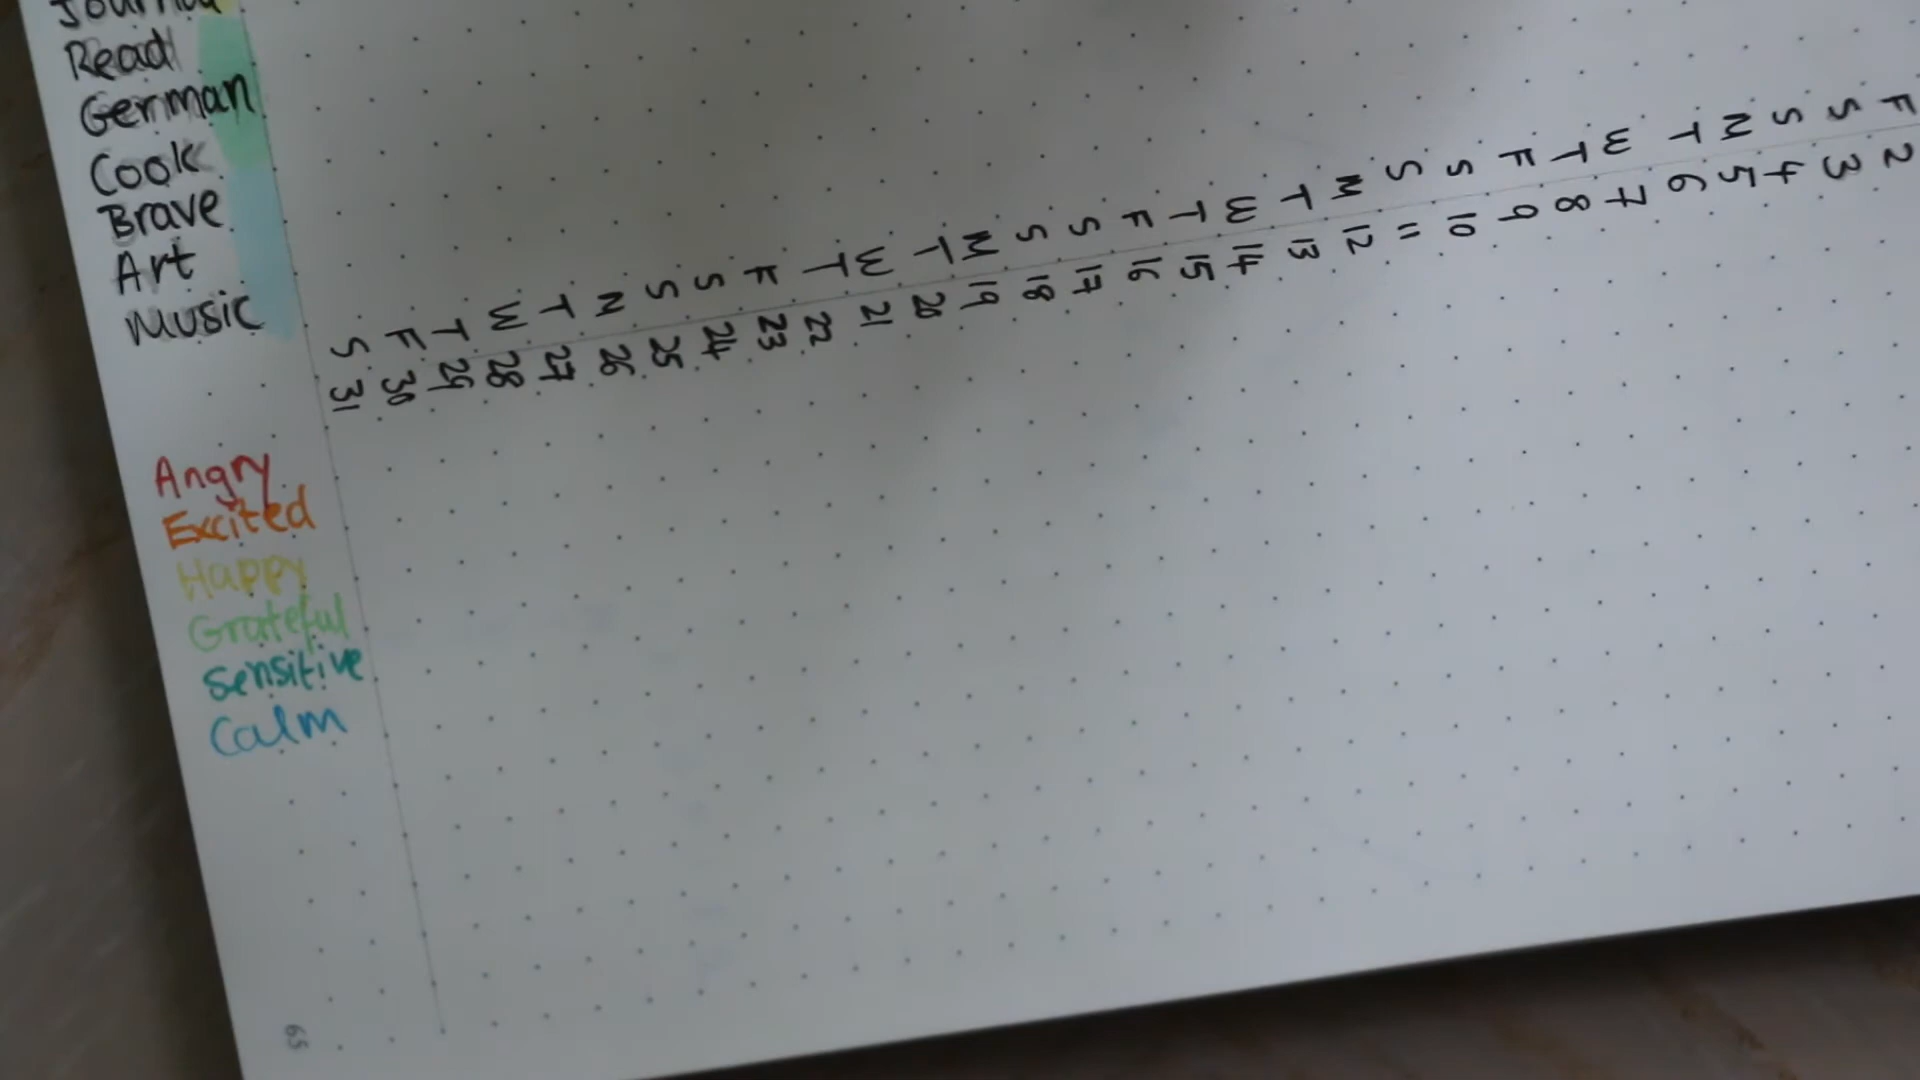 Journal
Read
German
Cook
Brave
Art
Music
F 2
S 3
S 4
M 5
T 6
W 7
T 8
F 9
S 10
S 11
M 12
T 13
W 14
T 15
F 16
S 17
S 18
M 19
T 20
W 21
T 22
F 23
S 24
S 25
M 26
T 27
W 28
T 29
F 30
S 31
Angry
Excited
Happy
Grateful
Sensitive
Calm
65